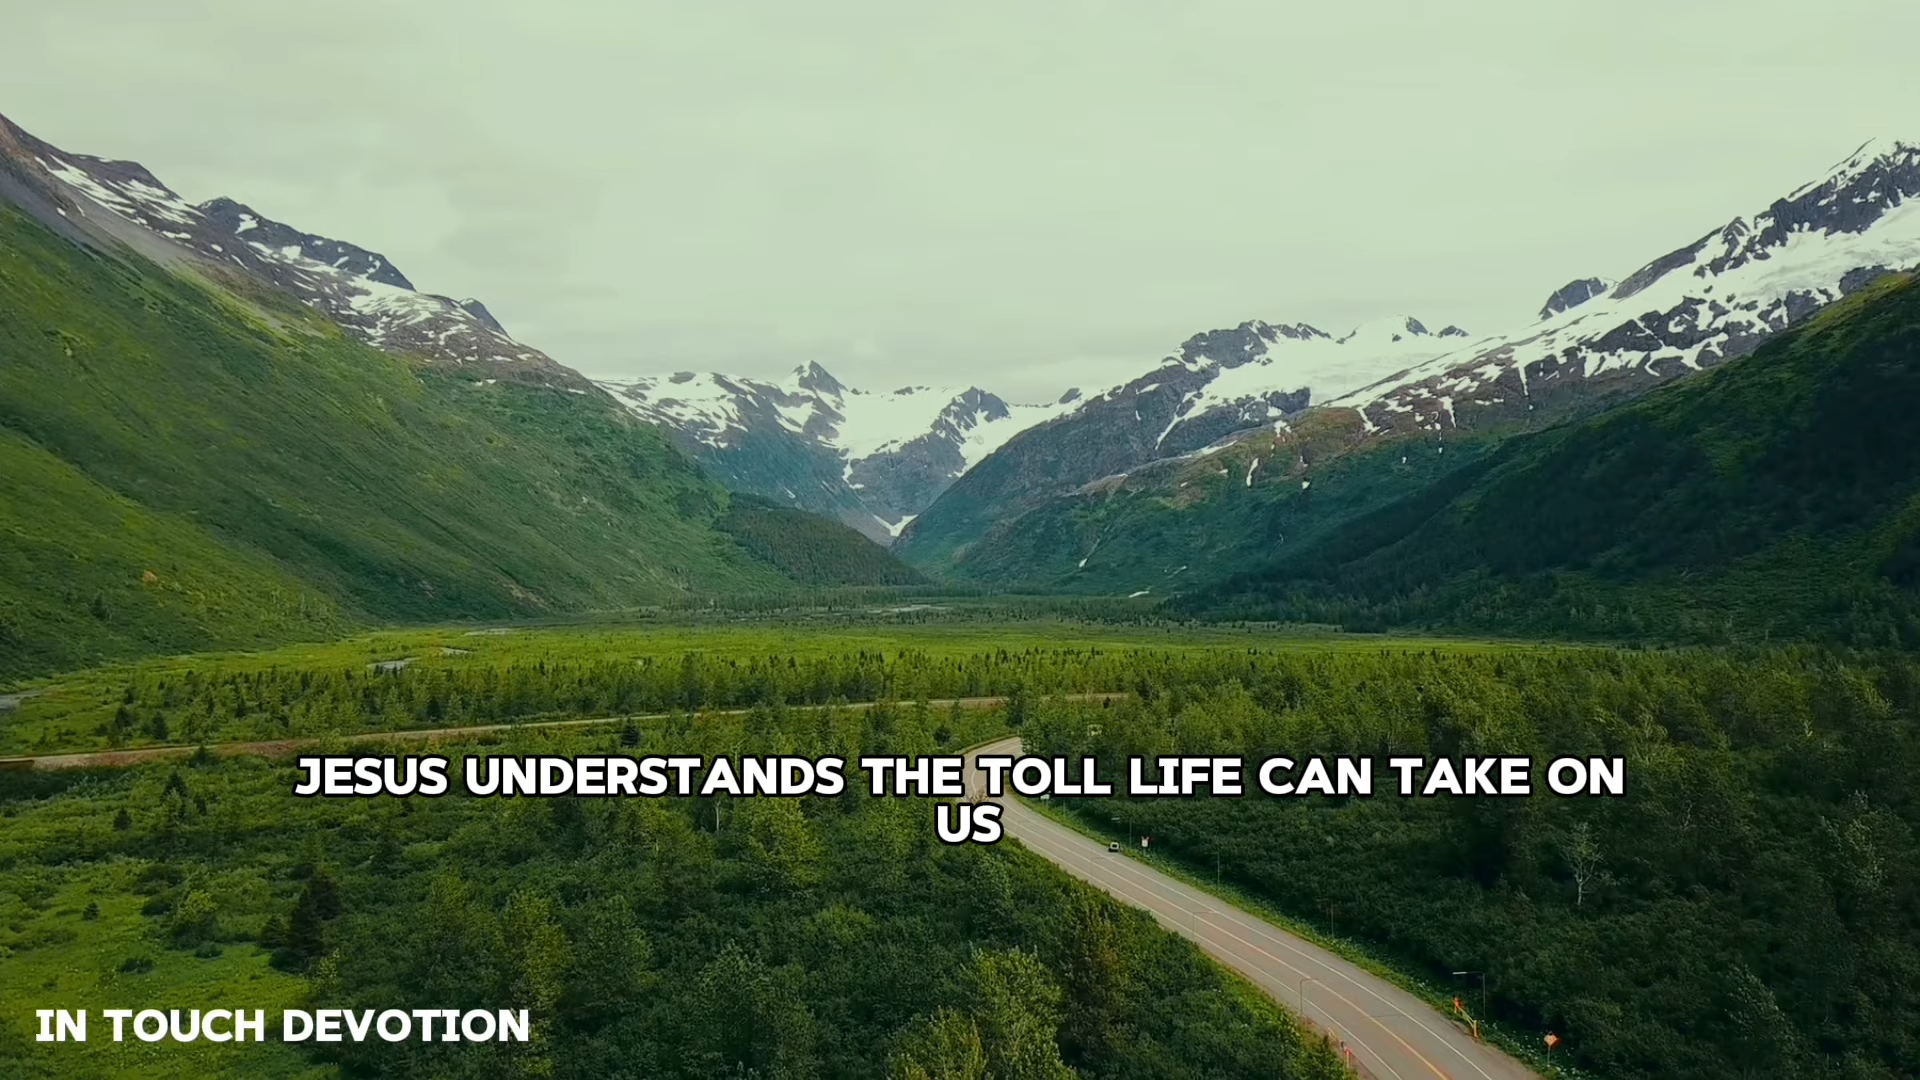 JESUS UNDERSTANDS THE TOLL LIFE CAN TAKE ON
US
IN TOUCH DEVOTION